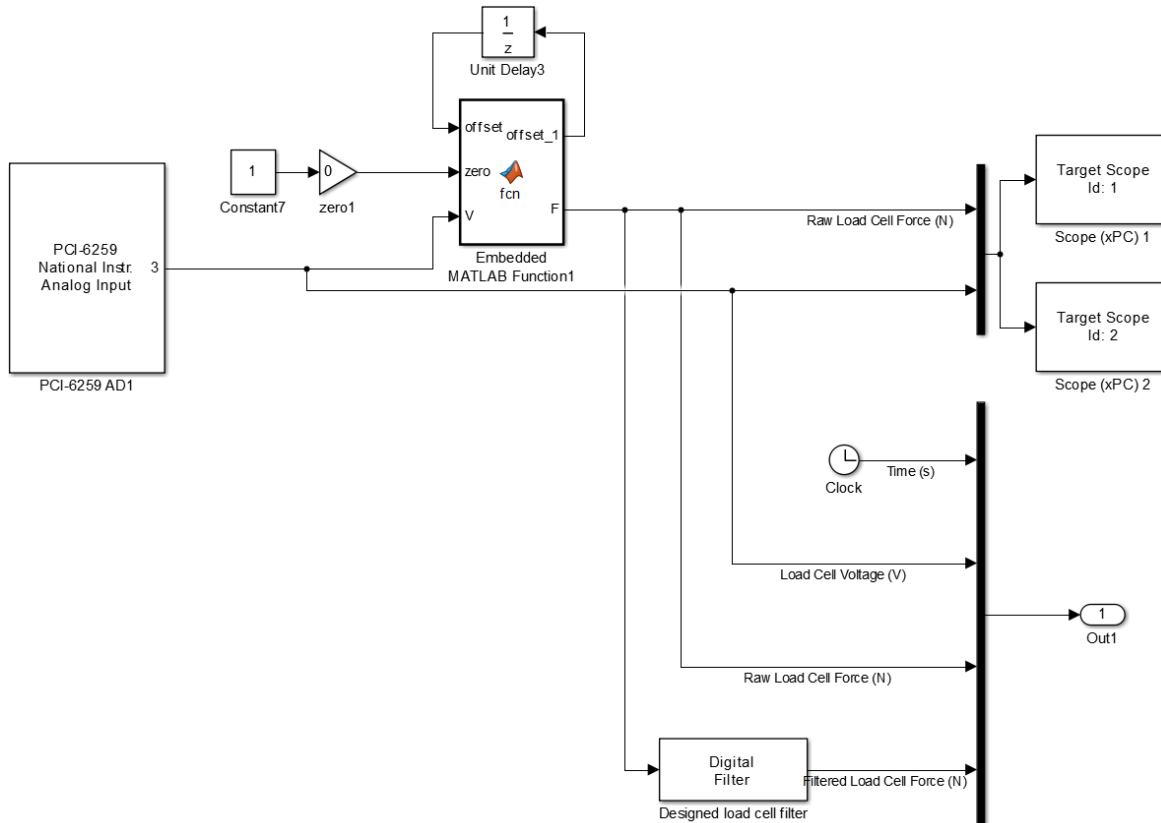 1
z
Unit Delay3
offset
offset_1
zero
fcn
V
F
Embedded
MATLAB Function1
1
Constant7
0
zero1
PCI-6259
National Instr.
Analog Input
3
PCI-6259 AD1
Raw Load Cell Force (N)
Target Scope
Id: 1
Scope (xPC) 1
Target Scope
Id: 2
Scope (xPC) 2
Clock
Time (s)
Load Cell Voltage (V)
Raw Load Cell Force (N)
Digital
Filter
Designed load cell filter
Filtered Load Cell Force (N)
1
Out1